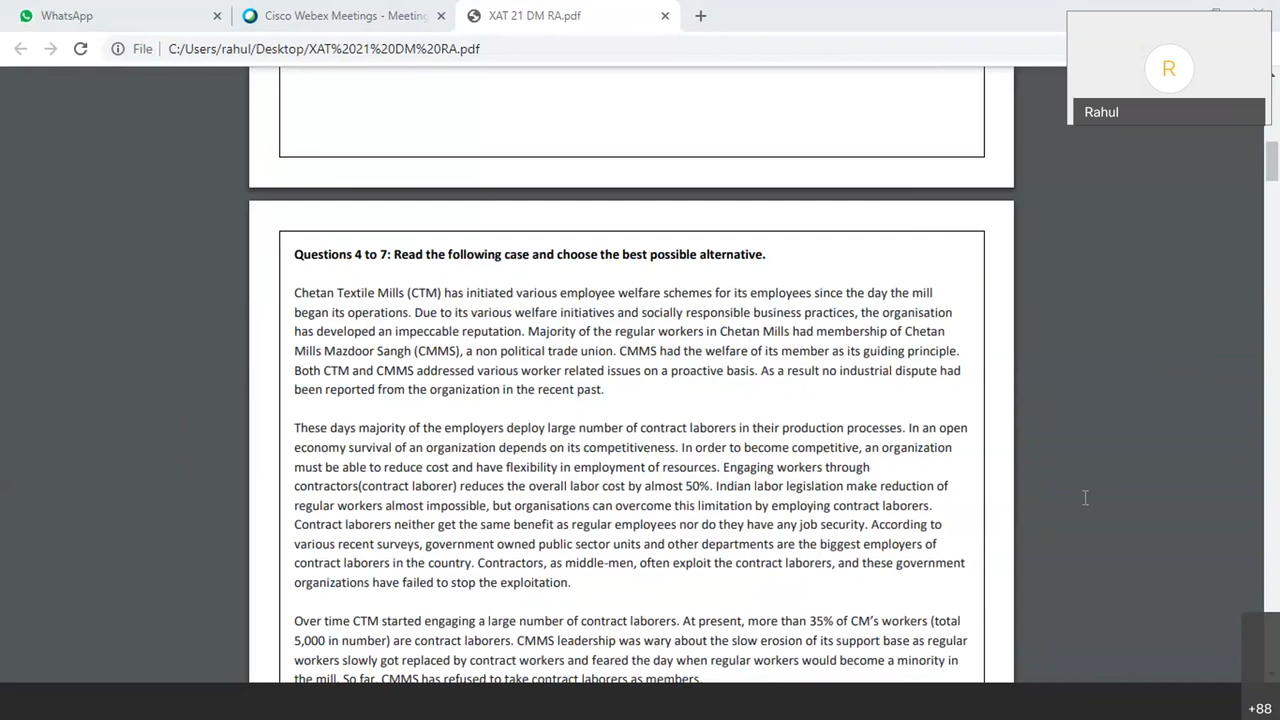 WhatsApp
Cisco Webex Meetings - Meeting
XAT 21 DM RA.pdf
File
C:/Users/rahul/Desktop/XAT%2021%20DM%20RA.pdf
R
Rahul
Questions 4 to 7: Read the following case and choose the best possible alternative.
Chetan Textile Mills (CTM) has initiated various employee welfare schemes for its employees since the day the mill
began its operations. Due to its various welfare initiatives and socially responsible business practices, the organisation
has developed an impeccable reputation. Majority of the regular workers in Chetan Mills had membership of Chetan
Mills Mazdoor Sangh (CMMS), a non political trade union. CMMS had the welfare of its member as its guiding principle.
Both CTM and CMMS addressed various worker related issues on a proactive basis. As a result no industrial dispute had
been reported from the organization in the recent past.
These days majority of the employers deploy large number of contract laborers in their production processes. In an open
economy survival of an organization depends on its competitiveness. In order to become competitive, an organization
must be able to reduce cost and have flexibility in employment of resources. Engaging workers through
contractors(contract laborer) reduces the overall labor cost by almost 50%. Indian labor legislation make reduction of
regular workers almost impossible, but organisations can overcome this limitation by employing contract laborers.
Contract laborers neither get the same benefit as regular employees nor do they have any job security. According to
various recent surveys, government owned public sector units and other departments are the biggest employers of
contract laborers in the country. Contractors, as middle-men, often exploit the contract laborers, and these government
organizations have failed to stop the exploitation.
Over time CTM started engaging a large number of contract laborers. At present, more than 35% of CM's workers (total
5,000 in number) are contract laborers. CMMS leadership was wary about the slow erosion of its support base as regular
workers slowly got replaced by contract workers and feared the day when regular workers would become a minority in
the mill. So far, CMMS has refused to take contract laborers as members.
+88